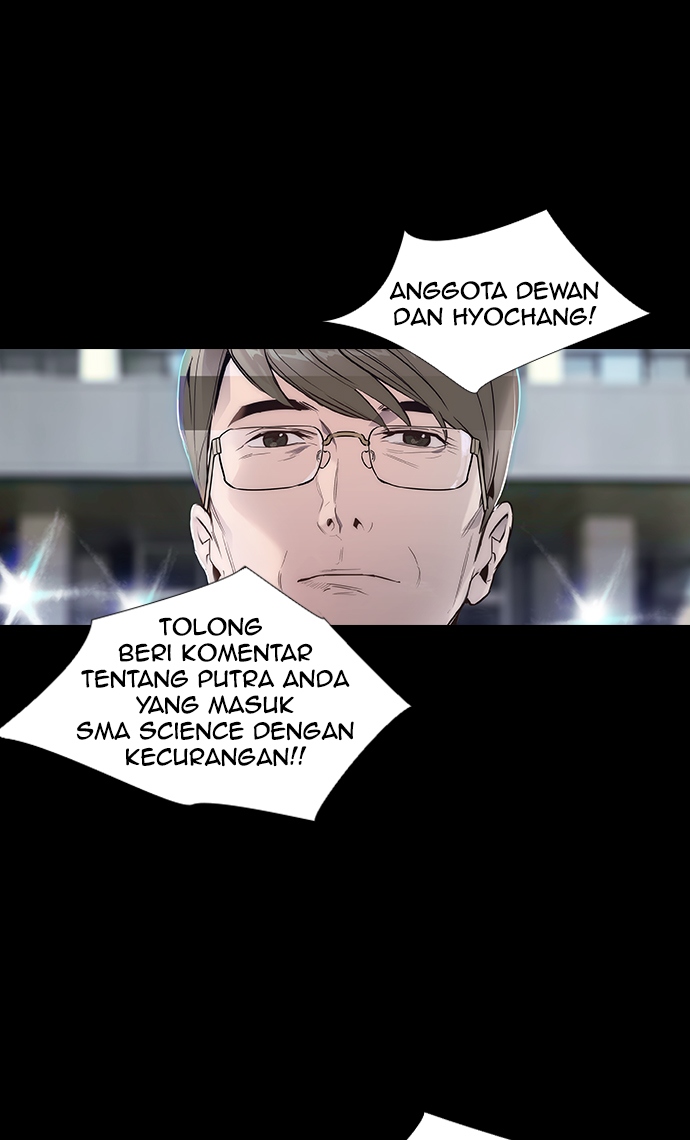 ANGGOTA DEWAN
DAN HYOCHANG!
TOLONG
BERI KOMENTAR
TENTANG PUTRA ANDA
YANG MASUK
SMA SCIENCE DENGAN
KECURANGAN!!